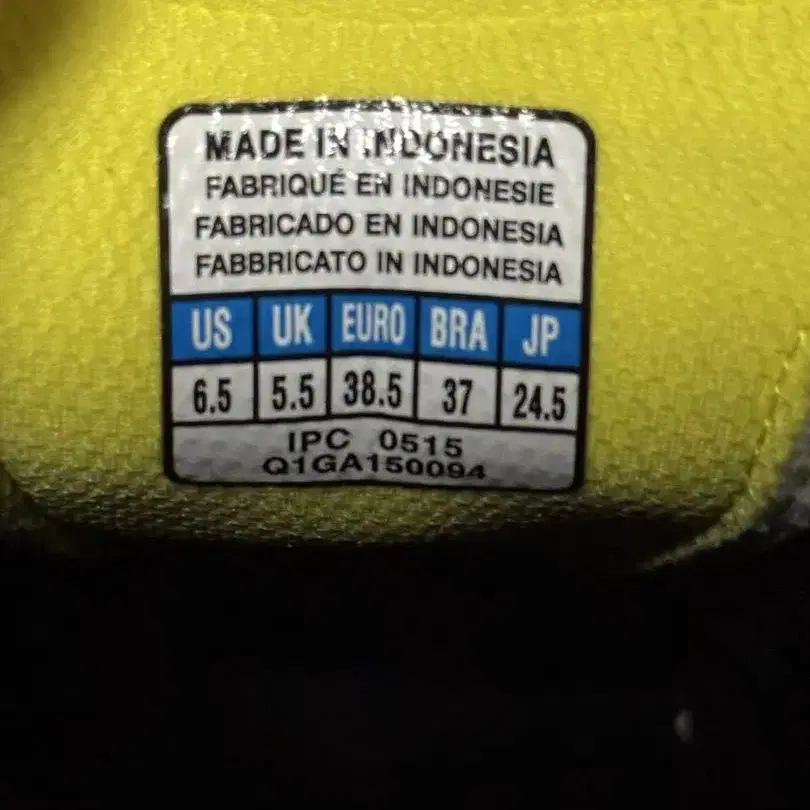 MADE IN INDONESIA
FABRIQUÉ EN INDONESIE
FABRICADO EN INDONESIA
FABBRICATO IN INDONESIA
US UK EURO BRA JP
6.5 5.5 38.5 37 24.5
IPC 0515
Q1GA150094